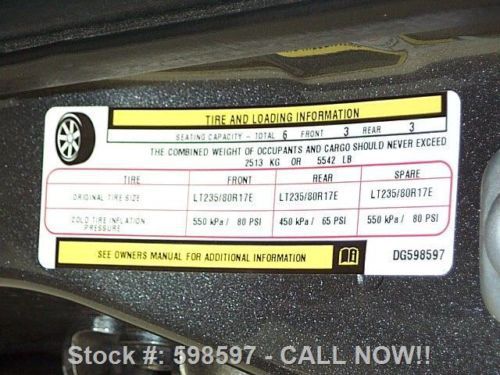 TIRE AND LOADING INFORMATION
SEATING CAPACITY - TOTAL 6 FRONT 3 REAR 3
THE COMBINED WEIGHT OF OCCUPANTS AND CARGO SHOULD NEVER EXCEED
2513 KG OR 5542 LB
TIRE FRONT REAR SPARE
ORIGINAL TIRE SIZE LT235/80R17E LT235/80R17E LT235/80R17E
COLD TIRE INFLATION PRESSURE 550 kPa / 80 PSI 450 kPa / 65 PSI 550 kPa / 80 PSI
SEE OWNERS MANUAL FOR ADDITIONAL INFORMATION DG598597
Stock #: 598597 - CALL NOW!!